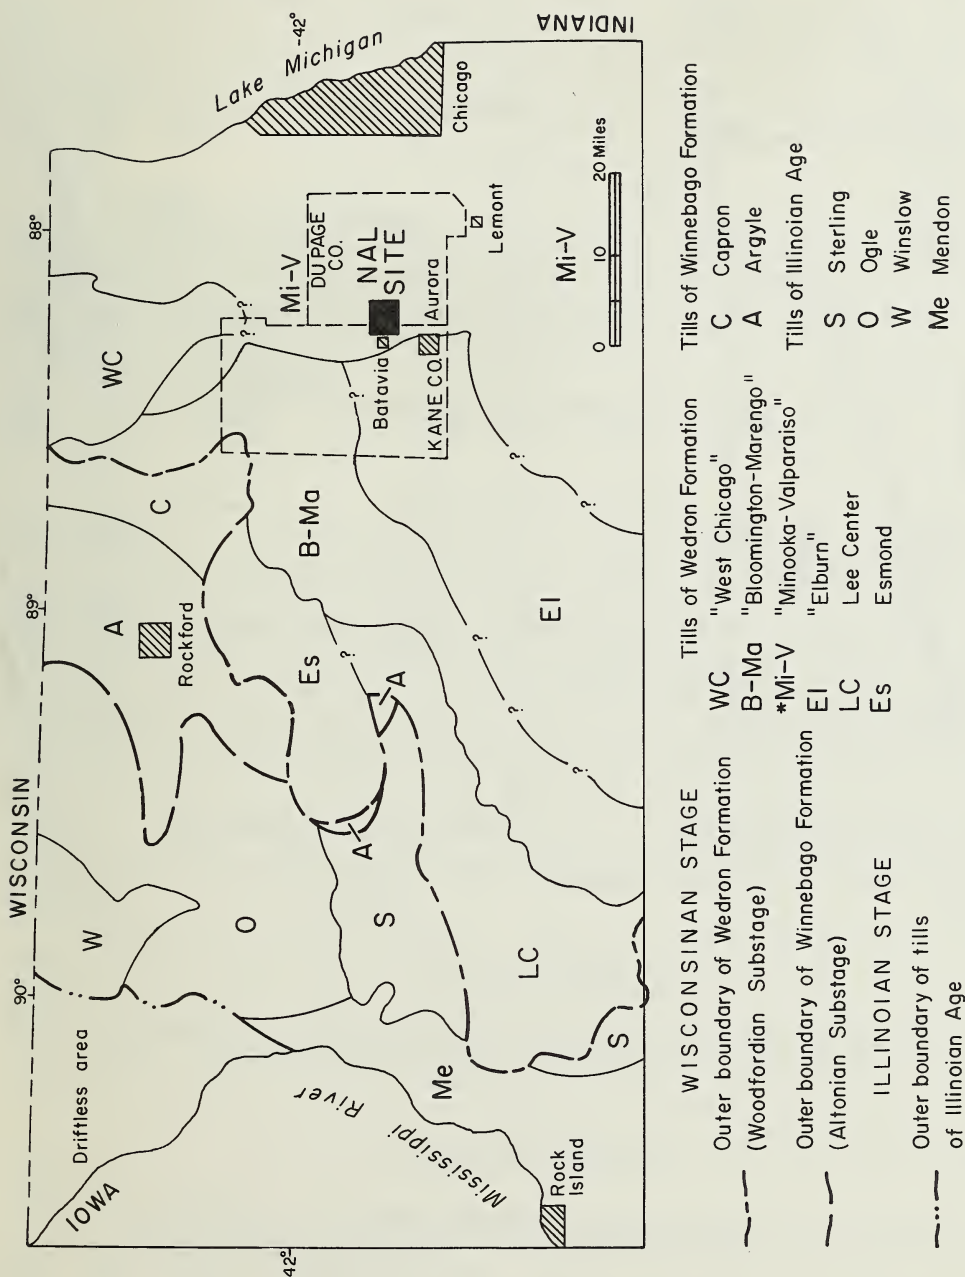 WISCONSIN
90°
89°
88°
Driftless area
W
A
C
WC
Lake Michigan
42°
IOWA
Rockford
Mi-V
DU PAGE
CO.
NAL
SITE
Batavia
Aurora
KANE CO.
Lemont
Chicago
INDIANA
42°
O
Es
B-Ma
A
A
S
Mississippi River
Me
LC
El
Mi-V
S
Rock
Island
?
?
?
?
?
?
?
?
?
?
0 10 20 Miles
WISCONSINAN STAGE
Outer boundary of Wedron Formation
(Woodfordian Substage)
Outer boundary of Winnebago Formation
(Altonian Substage)
ILLINOIAN STAGE
Outer boundary of tills
of Illinoian Age
Tills of Wedron Formation
WC "West Chicago"
B-Ma "Bloomington-Marengo"
*Mi-V "Minooka-Valparaiso"
El "Elburn"
LC Lee Center
Es Esmond
Tills of Winnebago Formation
C Capron
A Argyle
Tills of Illinoian Age
S Sterling
O Ogle
W Winslow
Me Mendon